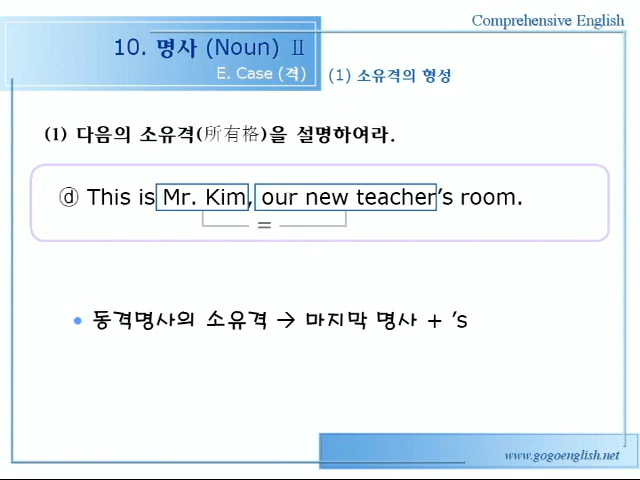 Comprehensive English
10. 명사 (Noun) Ⅱ
E. Case (격)
(1) 소유격의 형성
(1) 다음의 소유격(所有格)을 설명하여라.
ⓓ This is Mr. Kim, our new teacher’s room.
=
• 동격명사의 소유격 → 마지막 명사 + ’s
www.gogoenglish.net